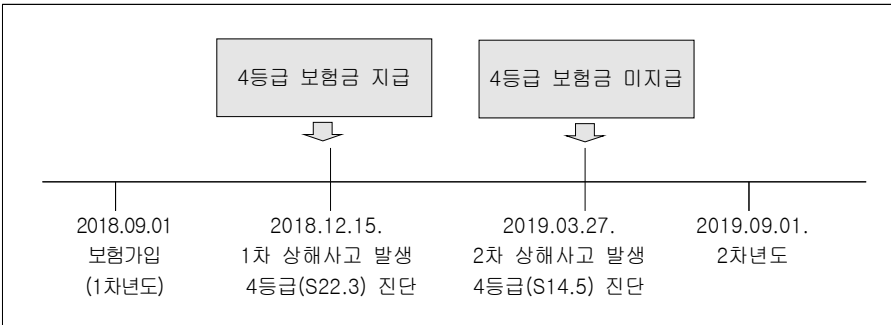 4등급 보험금 지급
4등급 보험금 미지급
2018.09.01
보험가입
(1차년도)
2018.12.15.
1차 상해사고 발생
4등급(S22.3) 진단
2019.03.27.
2차 상해사고 발생
4등급(S14.5) 진단
2019.09.01.
2차년도